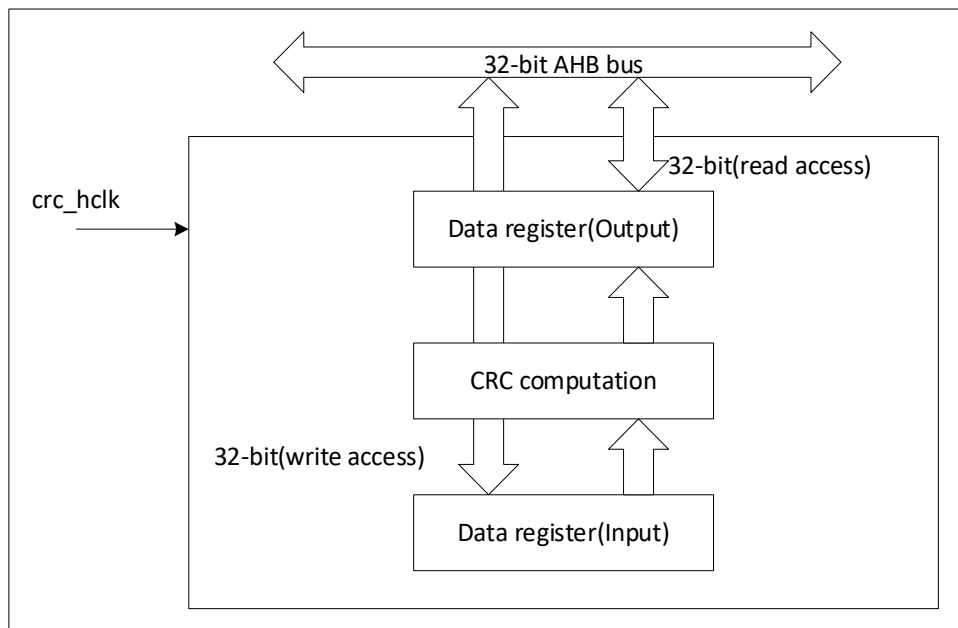 32-bit AHB bus
32-bit(read access)
crc_hclk
Data register(Output)
CRC computation
32-bit(write access)
Data register(Input)